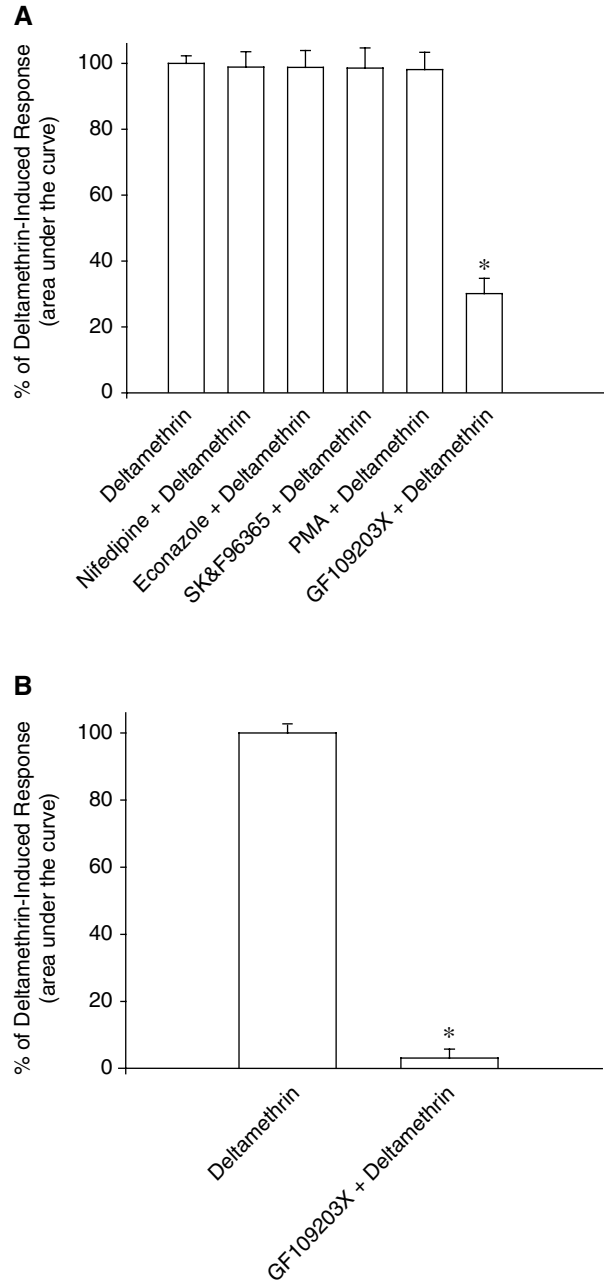 A
% of Deltamethrin-Induced Response
(area under the curve)
100
80
60
40
20
0
*
Deltamethrin
Nifedipine + Deltamethrin
Econazole + Deltamethrin
SK&F96365 + Deltamethrin
PMA + Deltamethrin
GF109203X + Deltamethrin
B
% of Deltamethrin-Induced Response
(area under the curve)
100
80
60
40
20
0
*
Deltamethrin
GF109203X + Deltamethrin